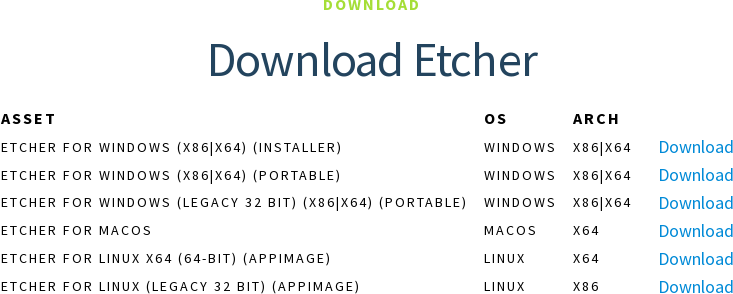 DOWNLOAD
Download Etcher
ASSET OS ARCH
ETCHER FOR WINDOWS (X86|X64) (INSTALLER) WINDOWS X86|X64 Download
ETCHER FOR WINDOWS (X86|X64) (PORTABLE) WINDOWS X86|X64 Download
ETCHER FOR WINDOWS (LEGACY 32 BIT) (X86|X64) (PORTABLE) WINDOWS X86|X64 Download
ETCHER FOR MACOS MACOS X64 Download
ETCHER FOR LINUX X64 (64-BIT) (APPIMAGE) LINUX X64 Download
ETCHER FOR LINUX (LEGACY 32 BIT) (APPIMAGE) LINUX X86 Download